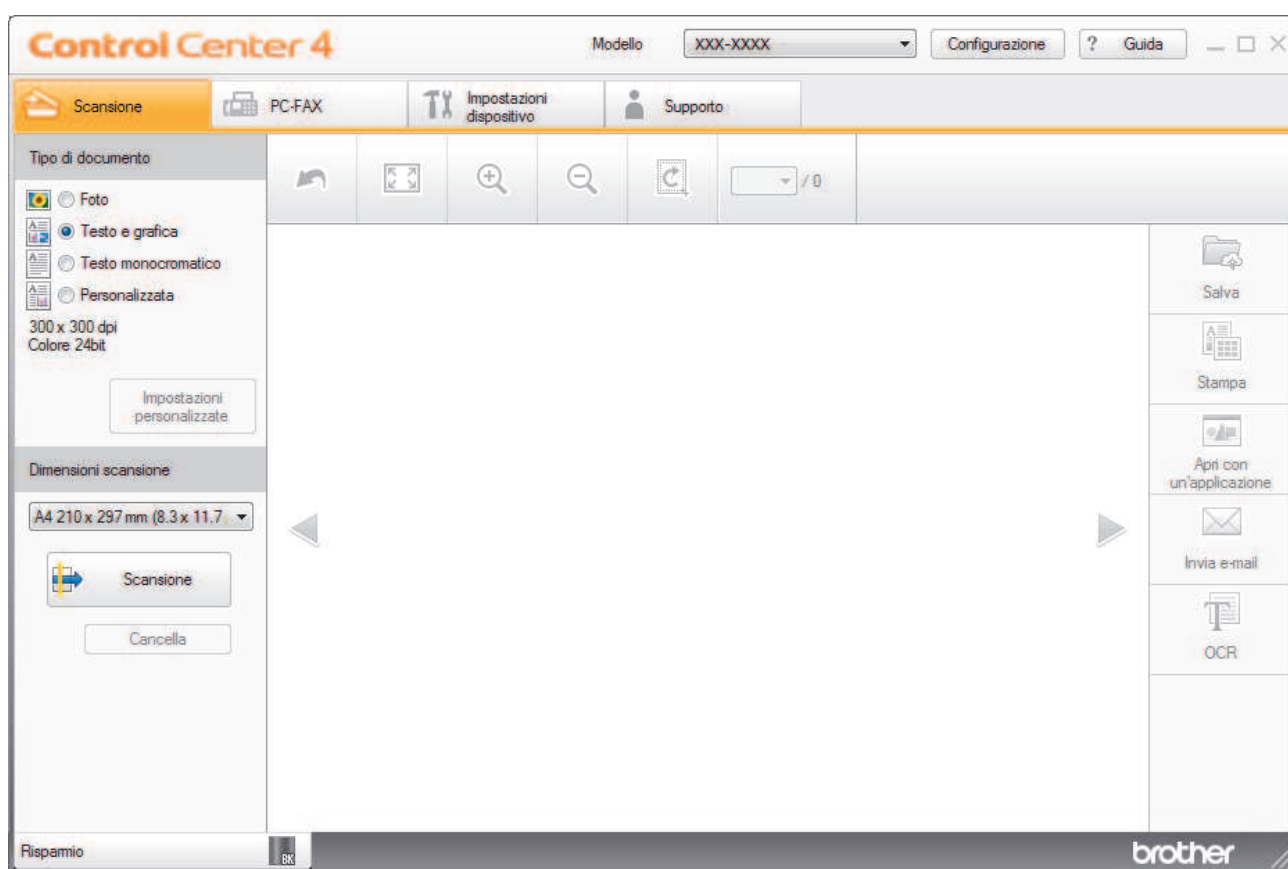 Control Center 4
Modello
XXX-XXXX
Configurazione
? Guida
Scansione
PC-FAX
Impostazioni
dispositivo
Supporto
Tipo di documento
/ 0
Foto
Testo e grafica
Testo monocromatico
Personalizzata
300 x 300 dpi
Colore 24bit
Impostazioni
personalizzate
Dimensioni scansione
A4 210 x 297 mm (8.3 x 11.7
Scansione
Cancella
Salva
Stampa
Apri con
un'applicazione
Invia e-mail
OCR
Risparmio
BK
brother